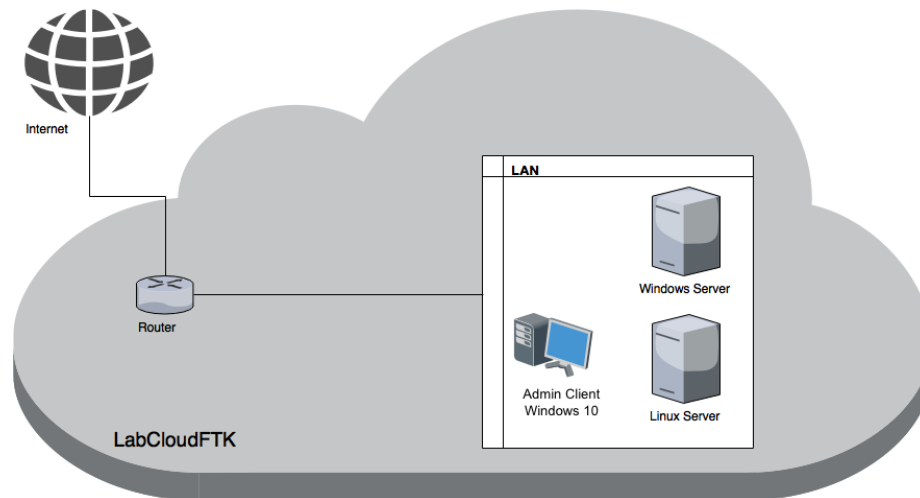 Internet
LAN
Windows Server
Router
Admin Client
Windows 10
Linux Server
LabCloudFTK